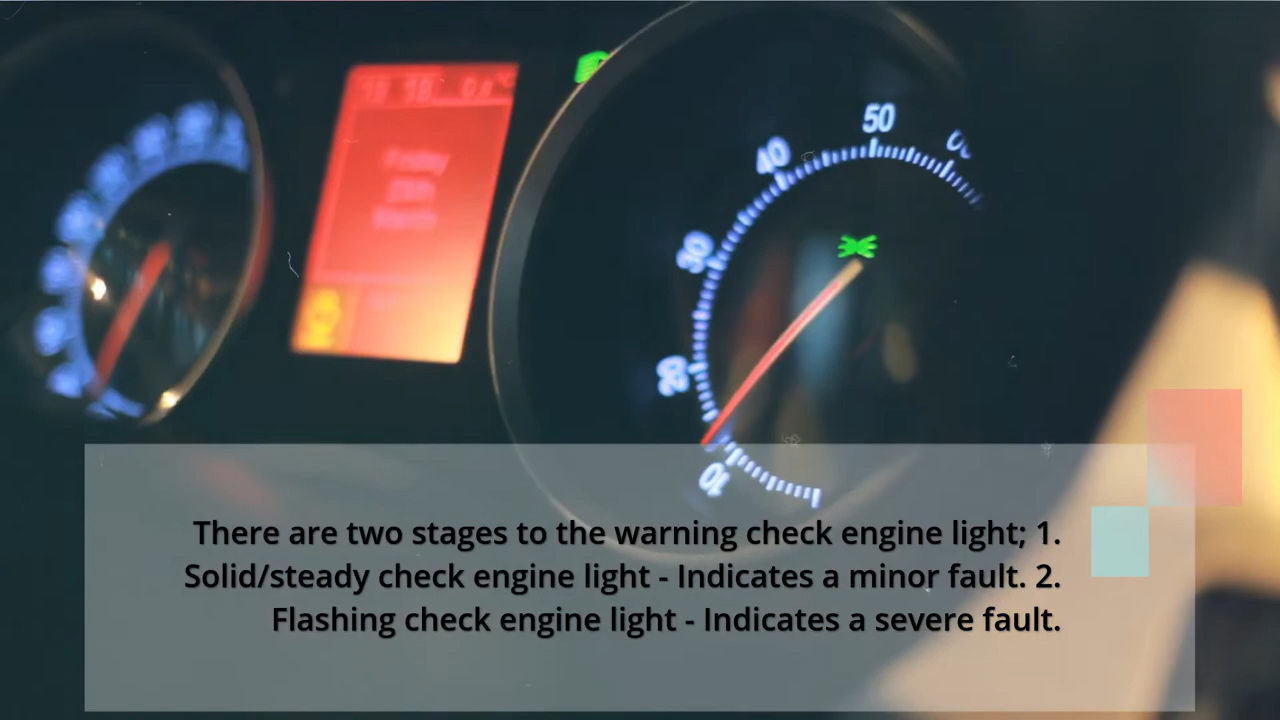 50
40
30
20
10
There are two stages to the warning check engine light; 1.
Solid/steady check engine light - Indicates a minor fault. 2.
Flashing check engine light - Indicates a severe fault.